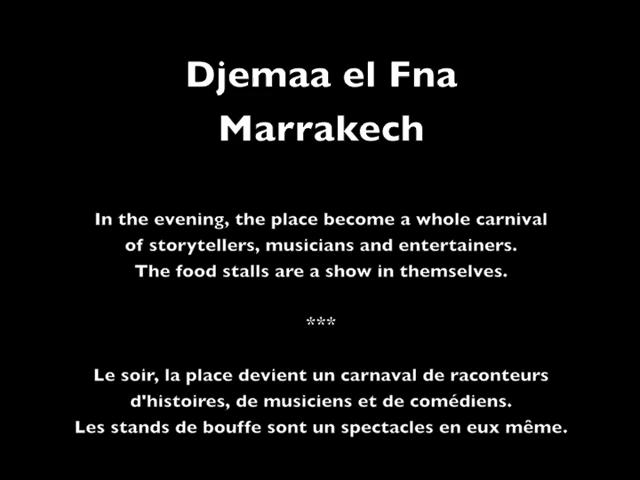 Djemaa el Fna
Marrakech
In the evening, the place become a whole carnival
of storytellers, musicians and entertainers.
The food stalls are a show in themselves.
***
Le soir, la place devient un carnaval de raconteurs
d'histoires, de musiciens et de comédiens.
Les stands de bouffe sont un spectacles en eux même.